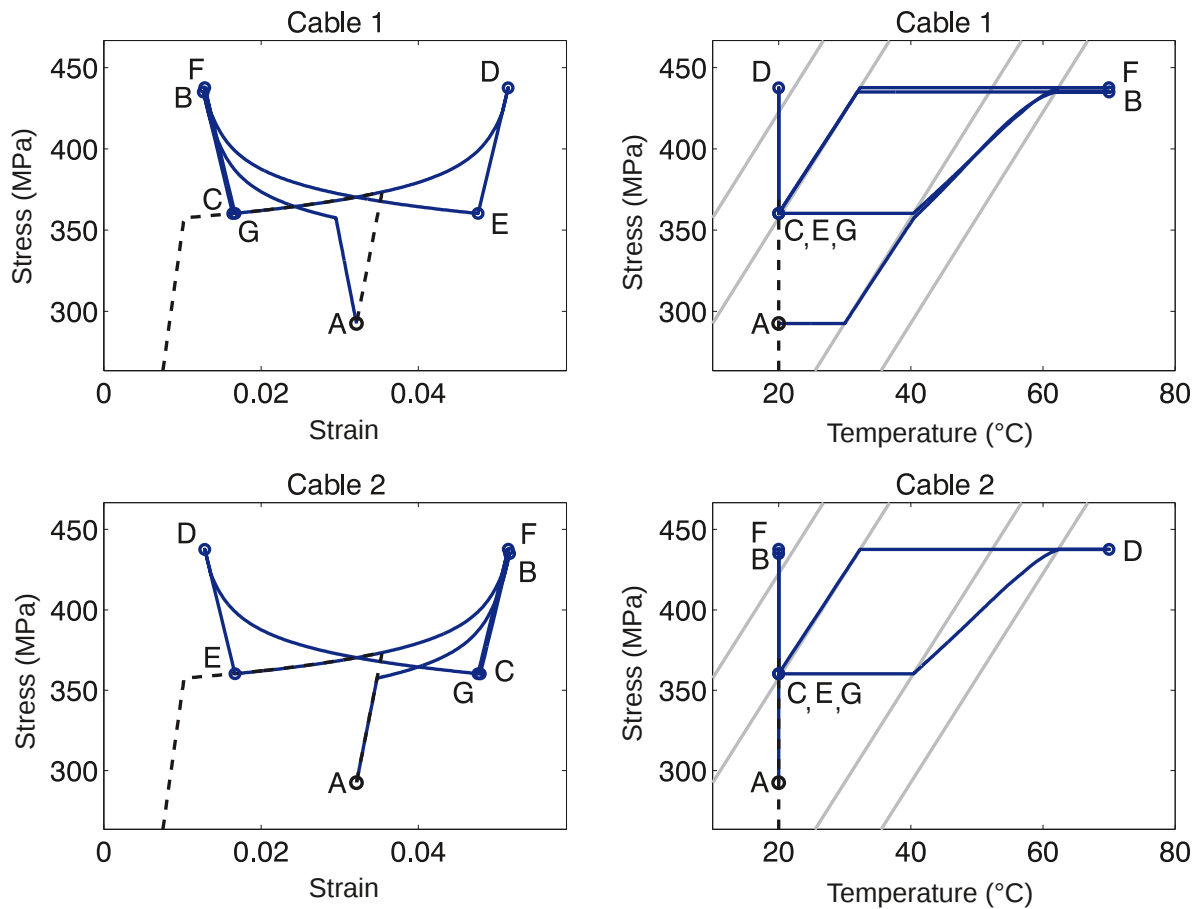 Cable 1
Stress (MPa)
450
400
350
300
F
B
D
C
G
E
A
0
0.02
0.04
Strain
Cable 1
Stress (MPa)
450
400
350
300
D
F
B
C,E,G
A
20
40
60
80
Temperature (°C)
Cable 2
Stress (MPa)
450
400
350
300
D
F
B
E
G
C
A
0
0.02
0.04
Strain
Cable 2
Stress (MPa)
450
400
350
300
F
B
D
C,E,G
A
20
40
60
80
Temperature (°C)